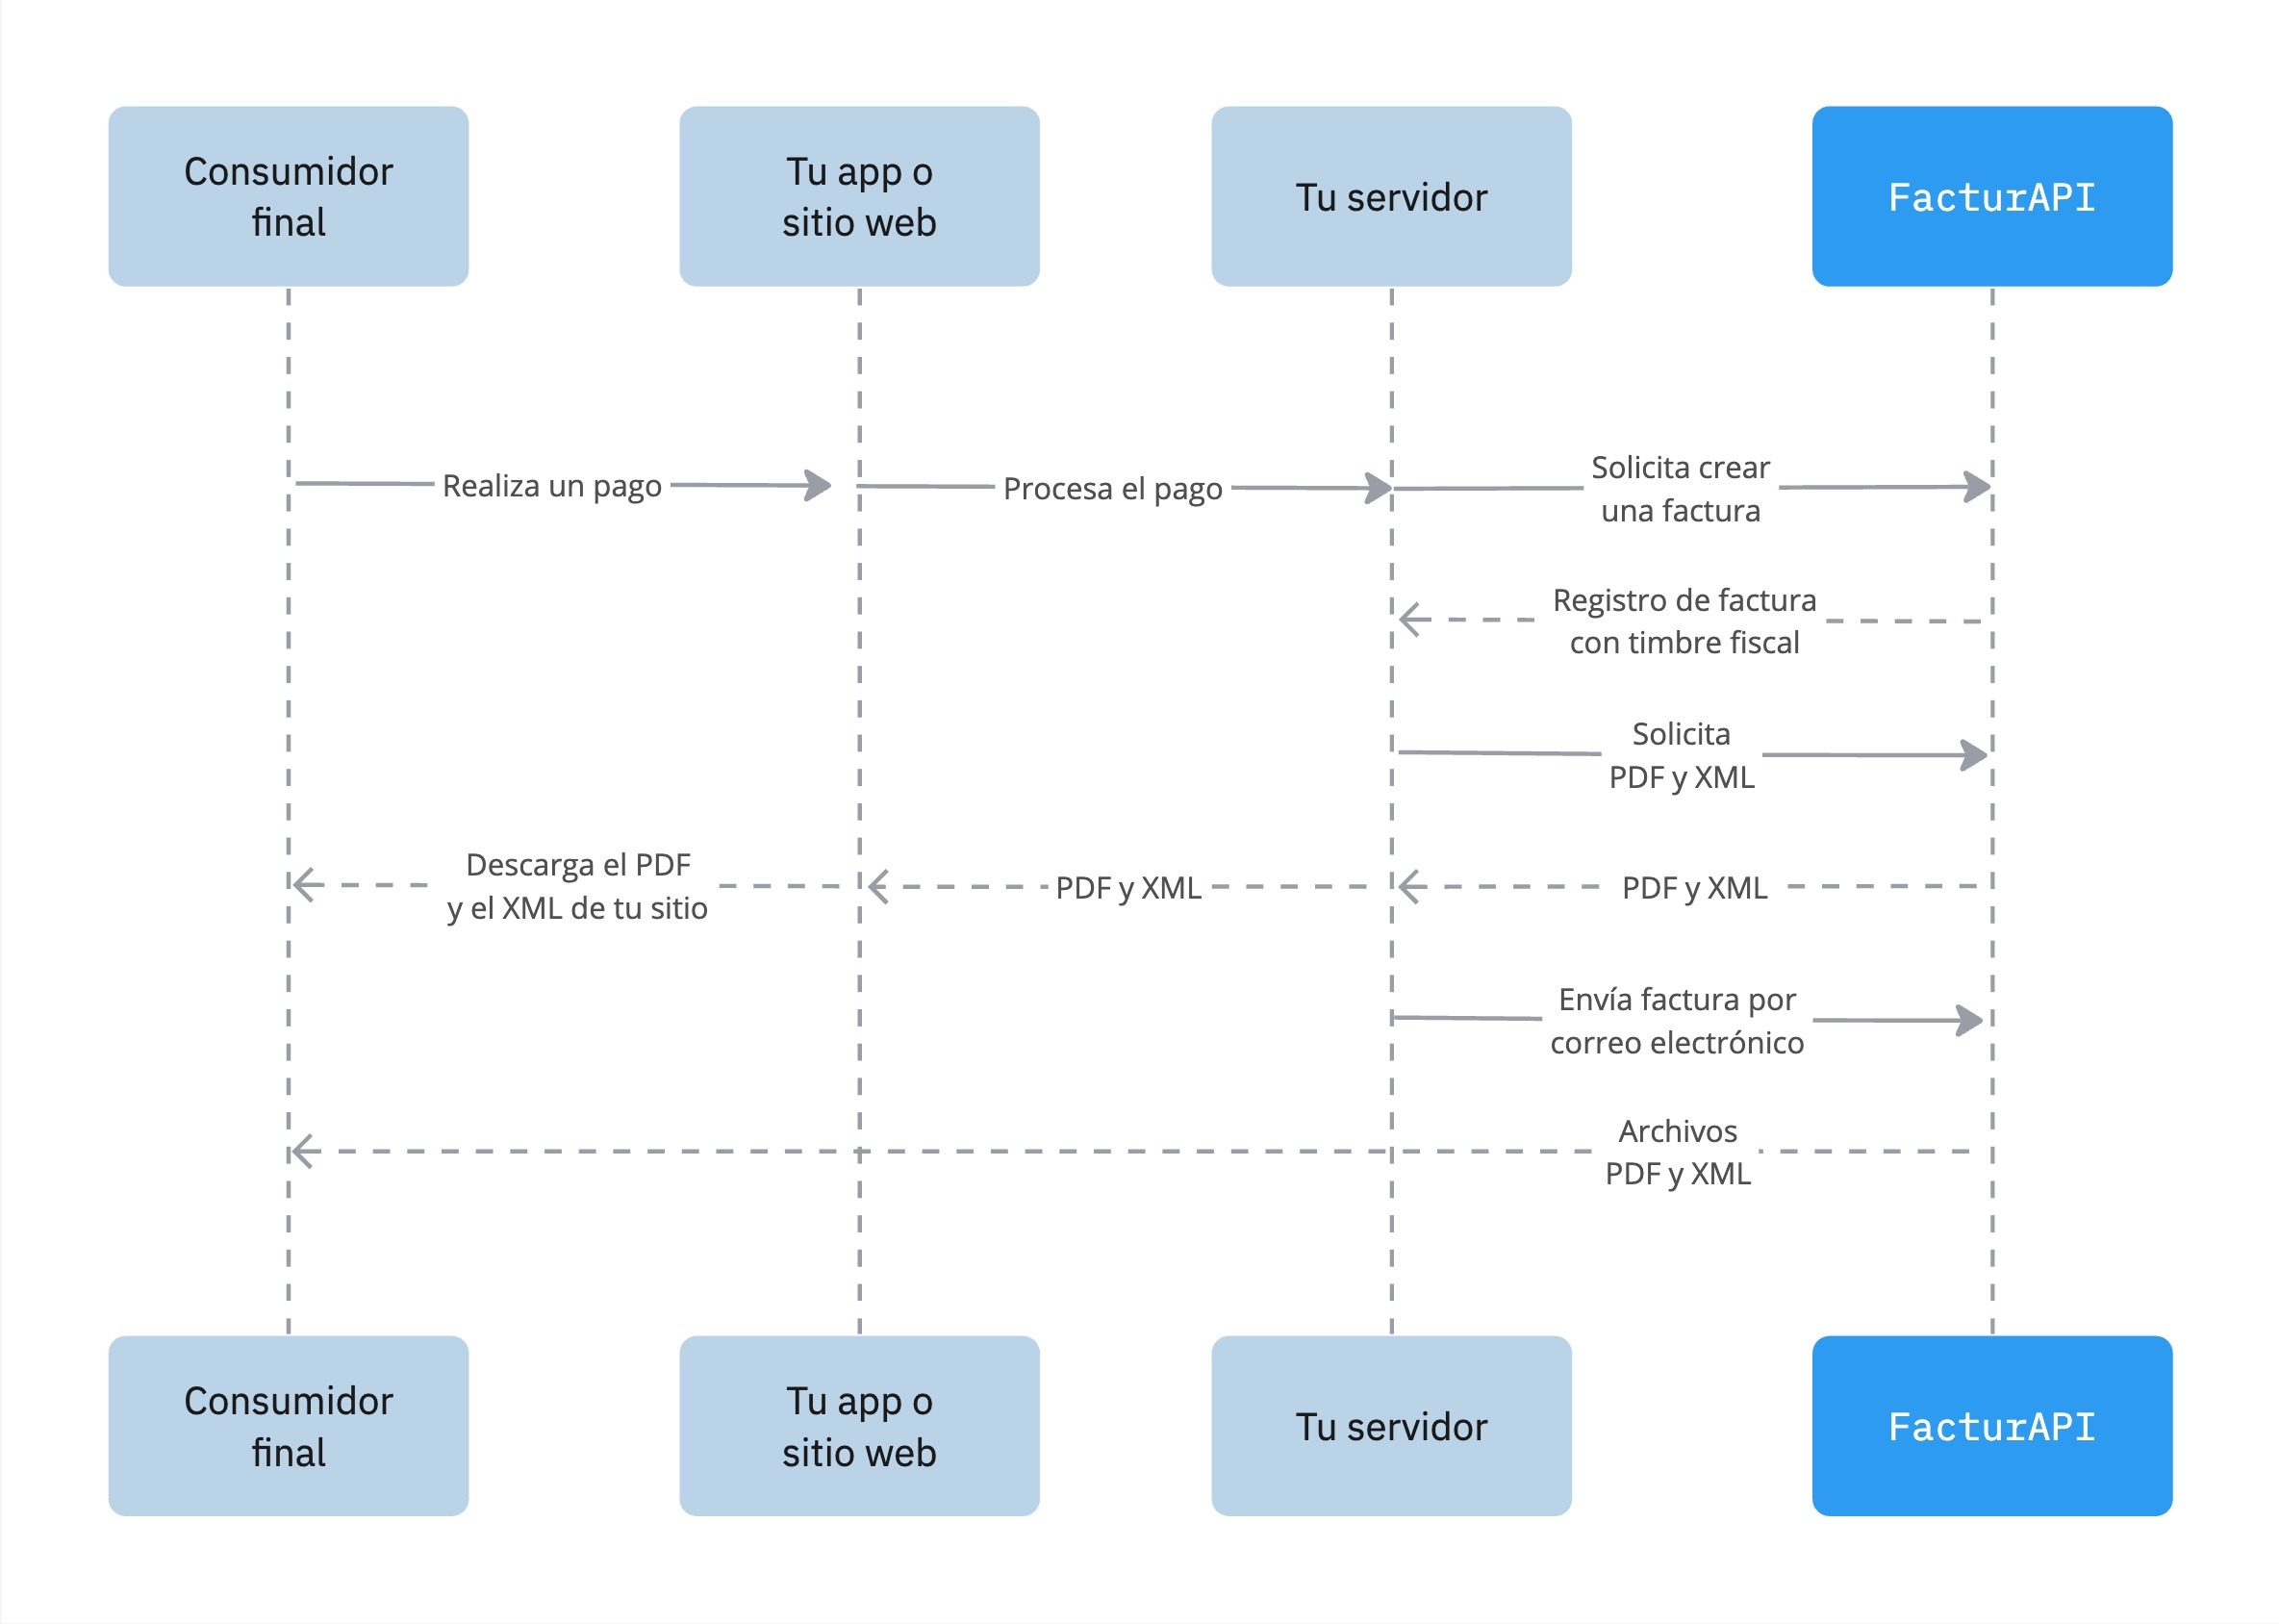 Consumidor
final
Tu app o
sitio web
Tu servidor
FacturAPI
Realiza un pago
Procesa el pago
Solicita crear
una factura
Registro de factura
con timbre fiscal
Solicita
PDF y XML
Descarga el PDF
y el XML de tu sitio
PDF y XML
PDF y XML
Envía factura por
correo electrónico
Archivos
PDF y XML
Consumidor
final
Tu app o
sitio web
Tu servidor
FacturAPI